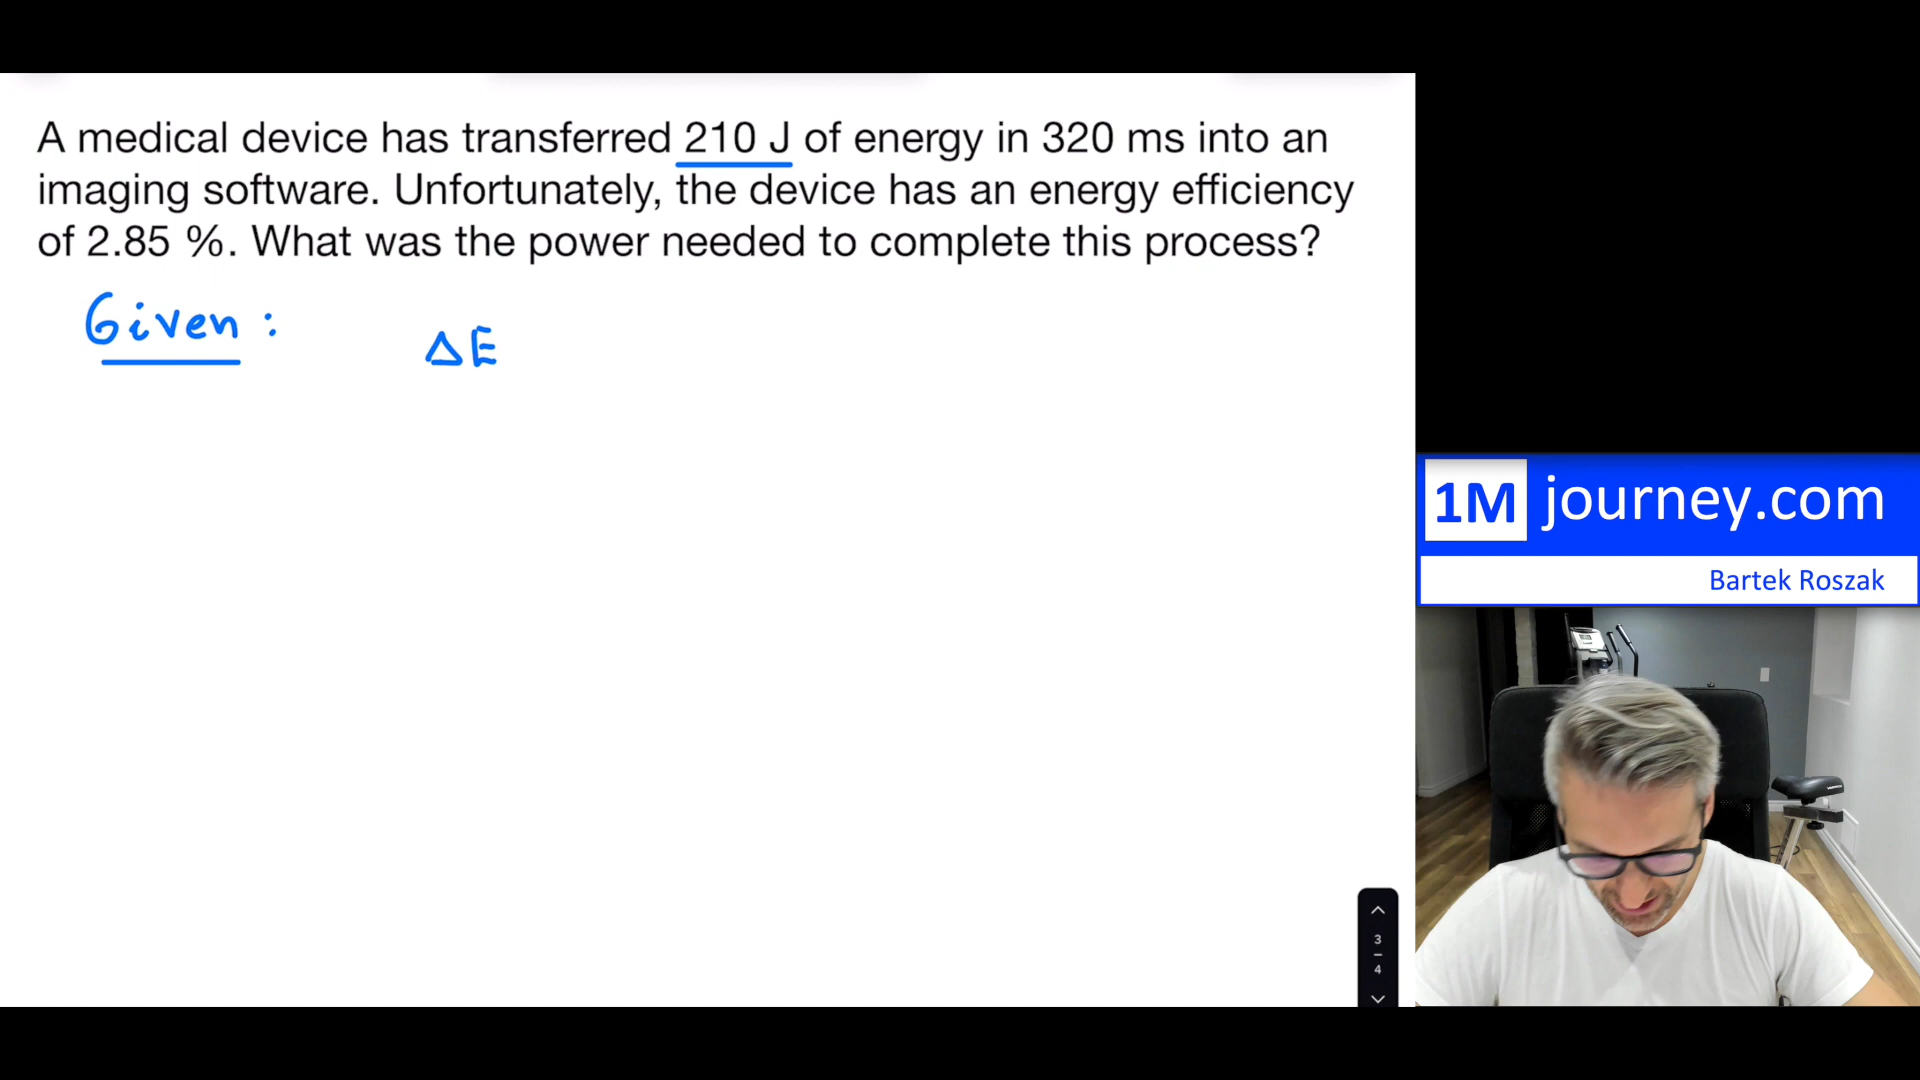 A medical device has transferred 210 J of energy in 320 ms into an
imaging software. Unfortunately, the device has an energy efficiency
of 2.85 %. What was the power needed to complete this process?
Given :
ΔE
1M journey.com
Bartek Roszak
3
4